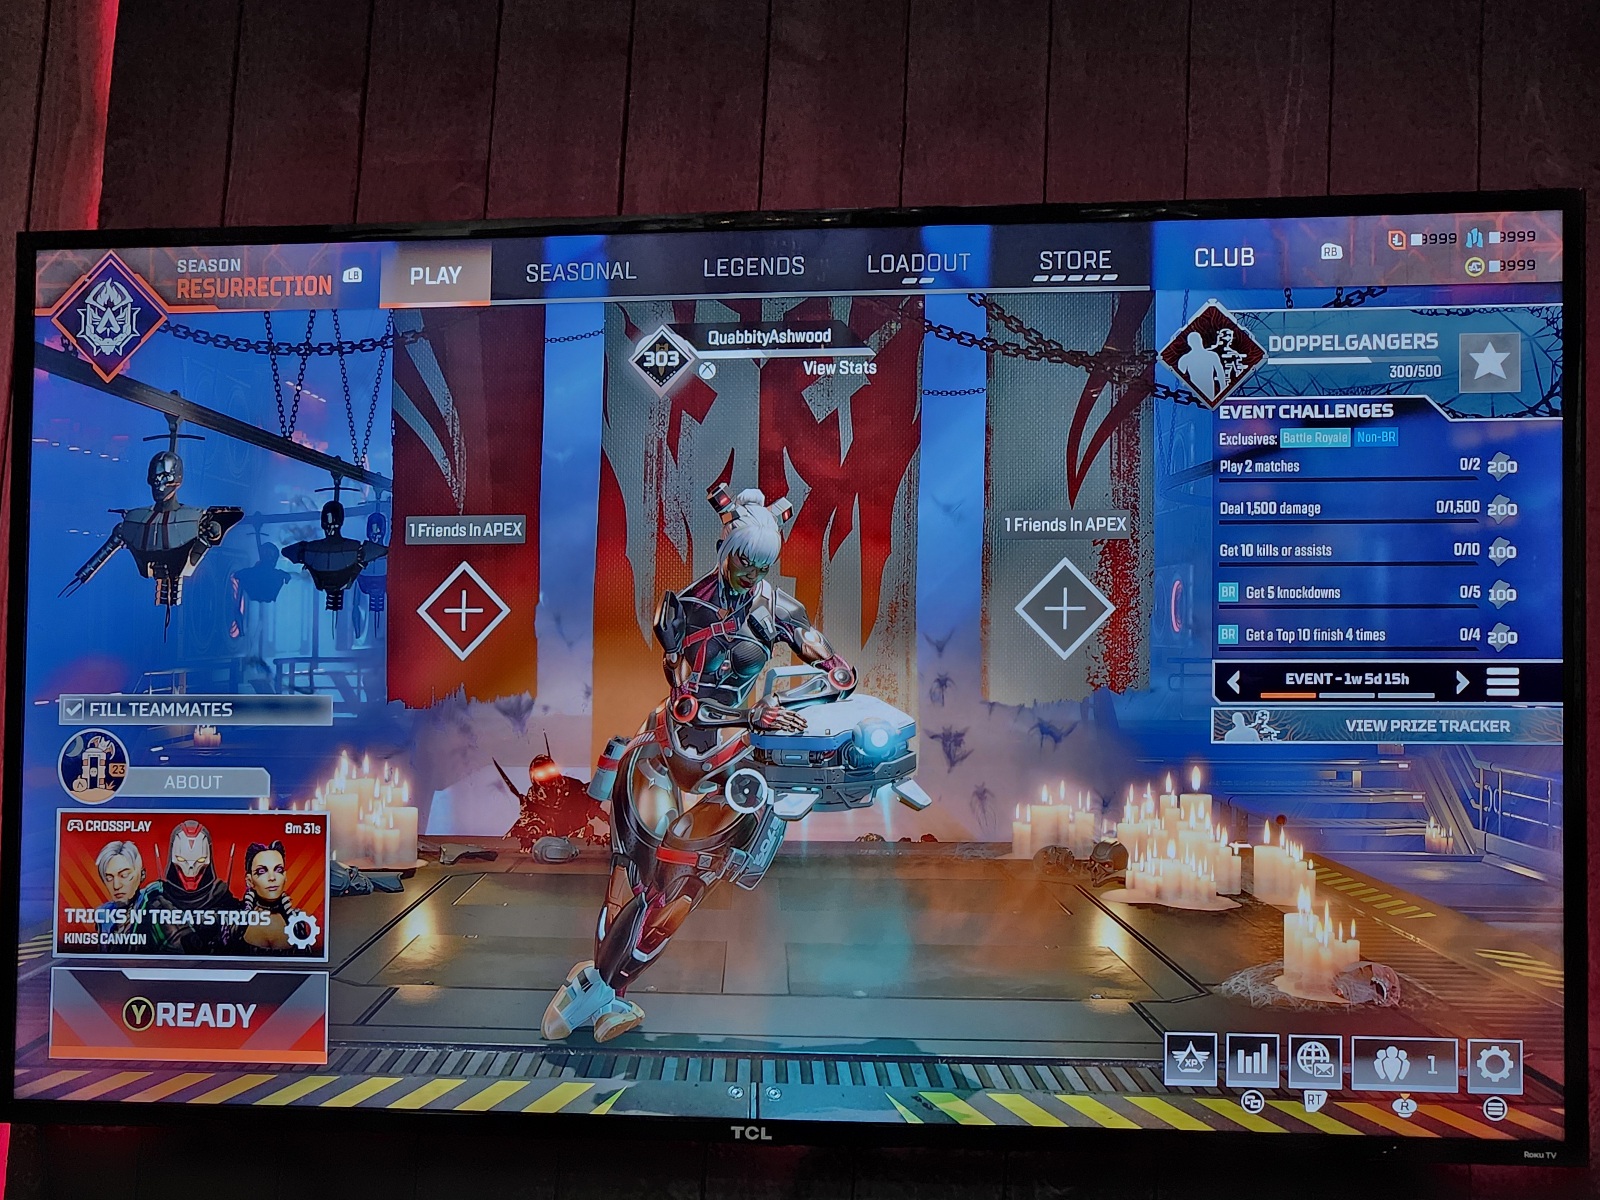 SEASON
RESURRECTION
LB
PLAY
SEASONAL
LEGENDS
LOADOUT
STORE
CLUB
RB
9999
9999
9999
303
QuabbityAshwood
View Stats
DOPPELGANGERS
300/500
EVENT CHALLENGES
Exclusives: Battle Royale Non-BR
Play 2 matches 0/2 200
Deal 1,500 damage 0/1,500 200
Get 10 kills or assists 0/10 100
BR Get 5 knockdowns 0/5 100
BR Get a Top 10 finish 4 times 0/4 200
EVENT - 1w 5d 15h
VIEW PRIZE TRACKER
1 Friends In APEX
1 Friends In APEX
FILL TEAMMATES
23
ABOUT
CROSSPLAY 8m 31s
TRICKS N' TREATS TRIOS
KINGS CANYON
Y READY
XP
1
RT
R
TCL
Roku TV